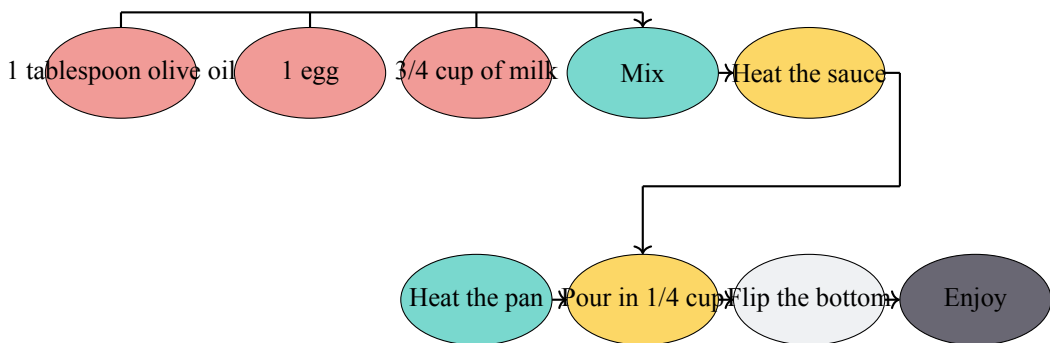 1 tablespoon olive oil
1 egg
3/4 cup of milk
Mix
Heat the sauce
Heat the pan
Pour in 1/4 cup
Flip the bottom
Enjoy